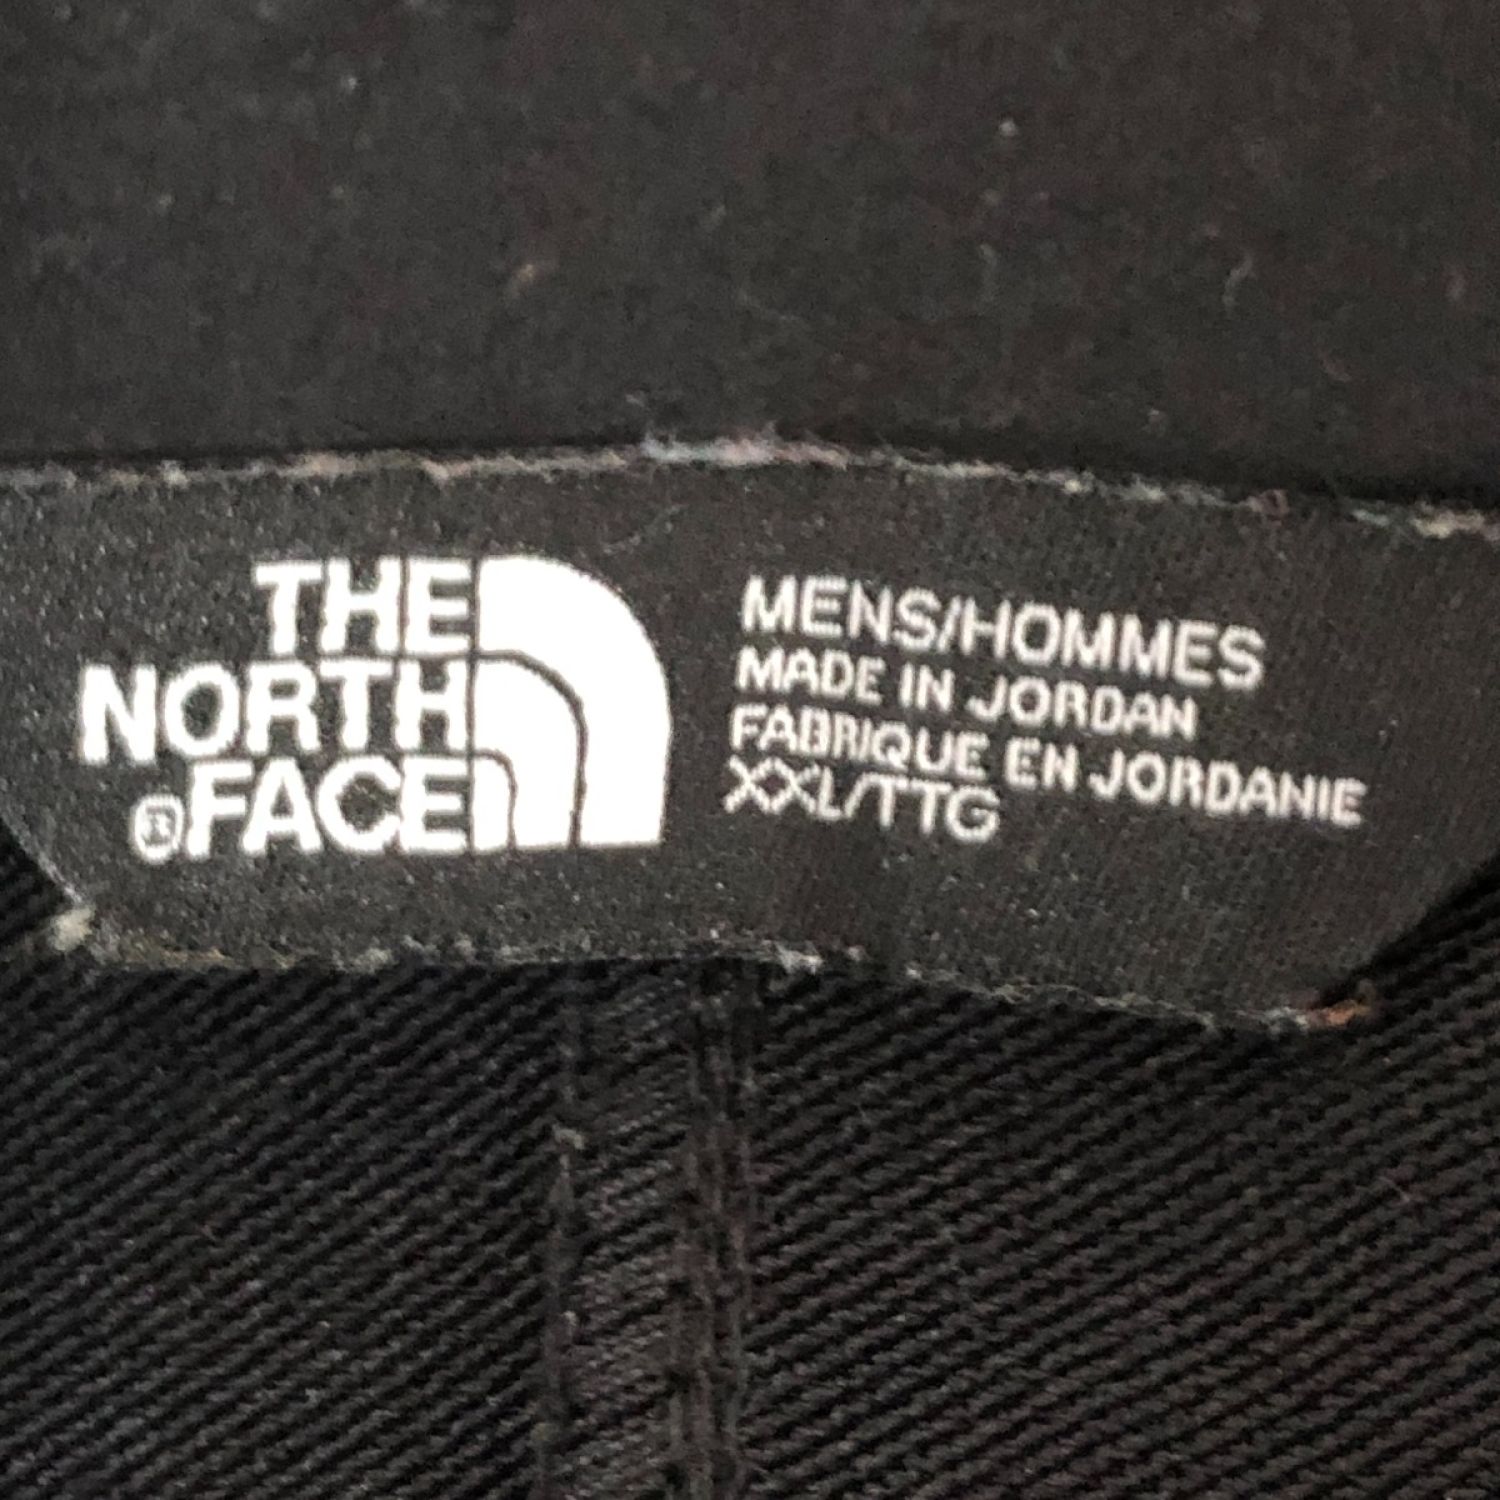 THE
NORTH
®FACE
MENS/HOMMES
MADE IN JORDAN
FABRIQUE EN JORDANIE
XXL/TTG